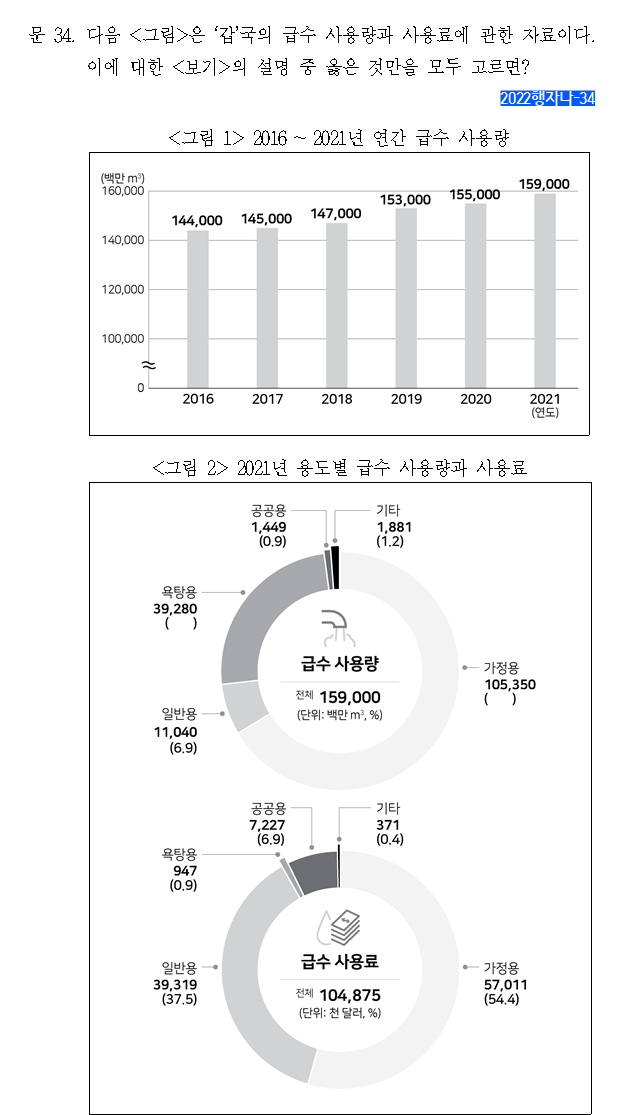 문 34. 다음 <그림>은 ‘갑’국의 급수 사용량과 사용료에 관한 자료이다.
이에 대한 <보기>의 설명 중 옳은 것만을 모두 고르면?
2022행자나-34
<그림 1> 2016 ~ 2021년 연간 급수 사용량
(백만 m³)
160,000
140,000
120,000
100,000
0
144,000
145,000
147,000
153,000
155,000
159,000
2016
2017
2018
2019
2020
2021
(연도)
<그림 2> 2021년 용도별 급수 사용량과 사용료
공공용
1,449
(0.9)
기타
1,881
(1.2)
욕탕용
39,280
( )
가정용
105,350
( )
일반용
11,040
(6.9)
급수 사용량
전체 159,000
(단위: 백만 m³, %)
공공용
7,227
(6.9)
기타
371
(0.4)
욕탕용
947
(0.9)
일반용
39,319
(37.5)
가정용
57,011
(54.4)
급수 사용료
전체 104,875
(단위: 천 달러, %)